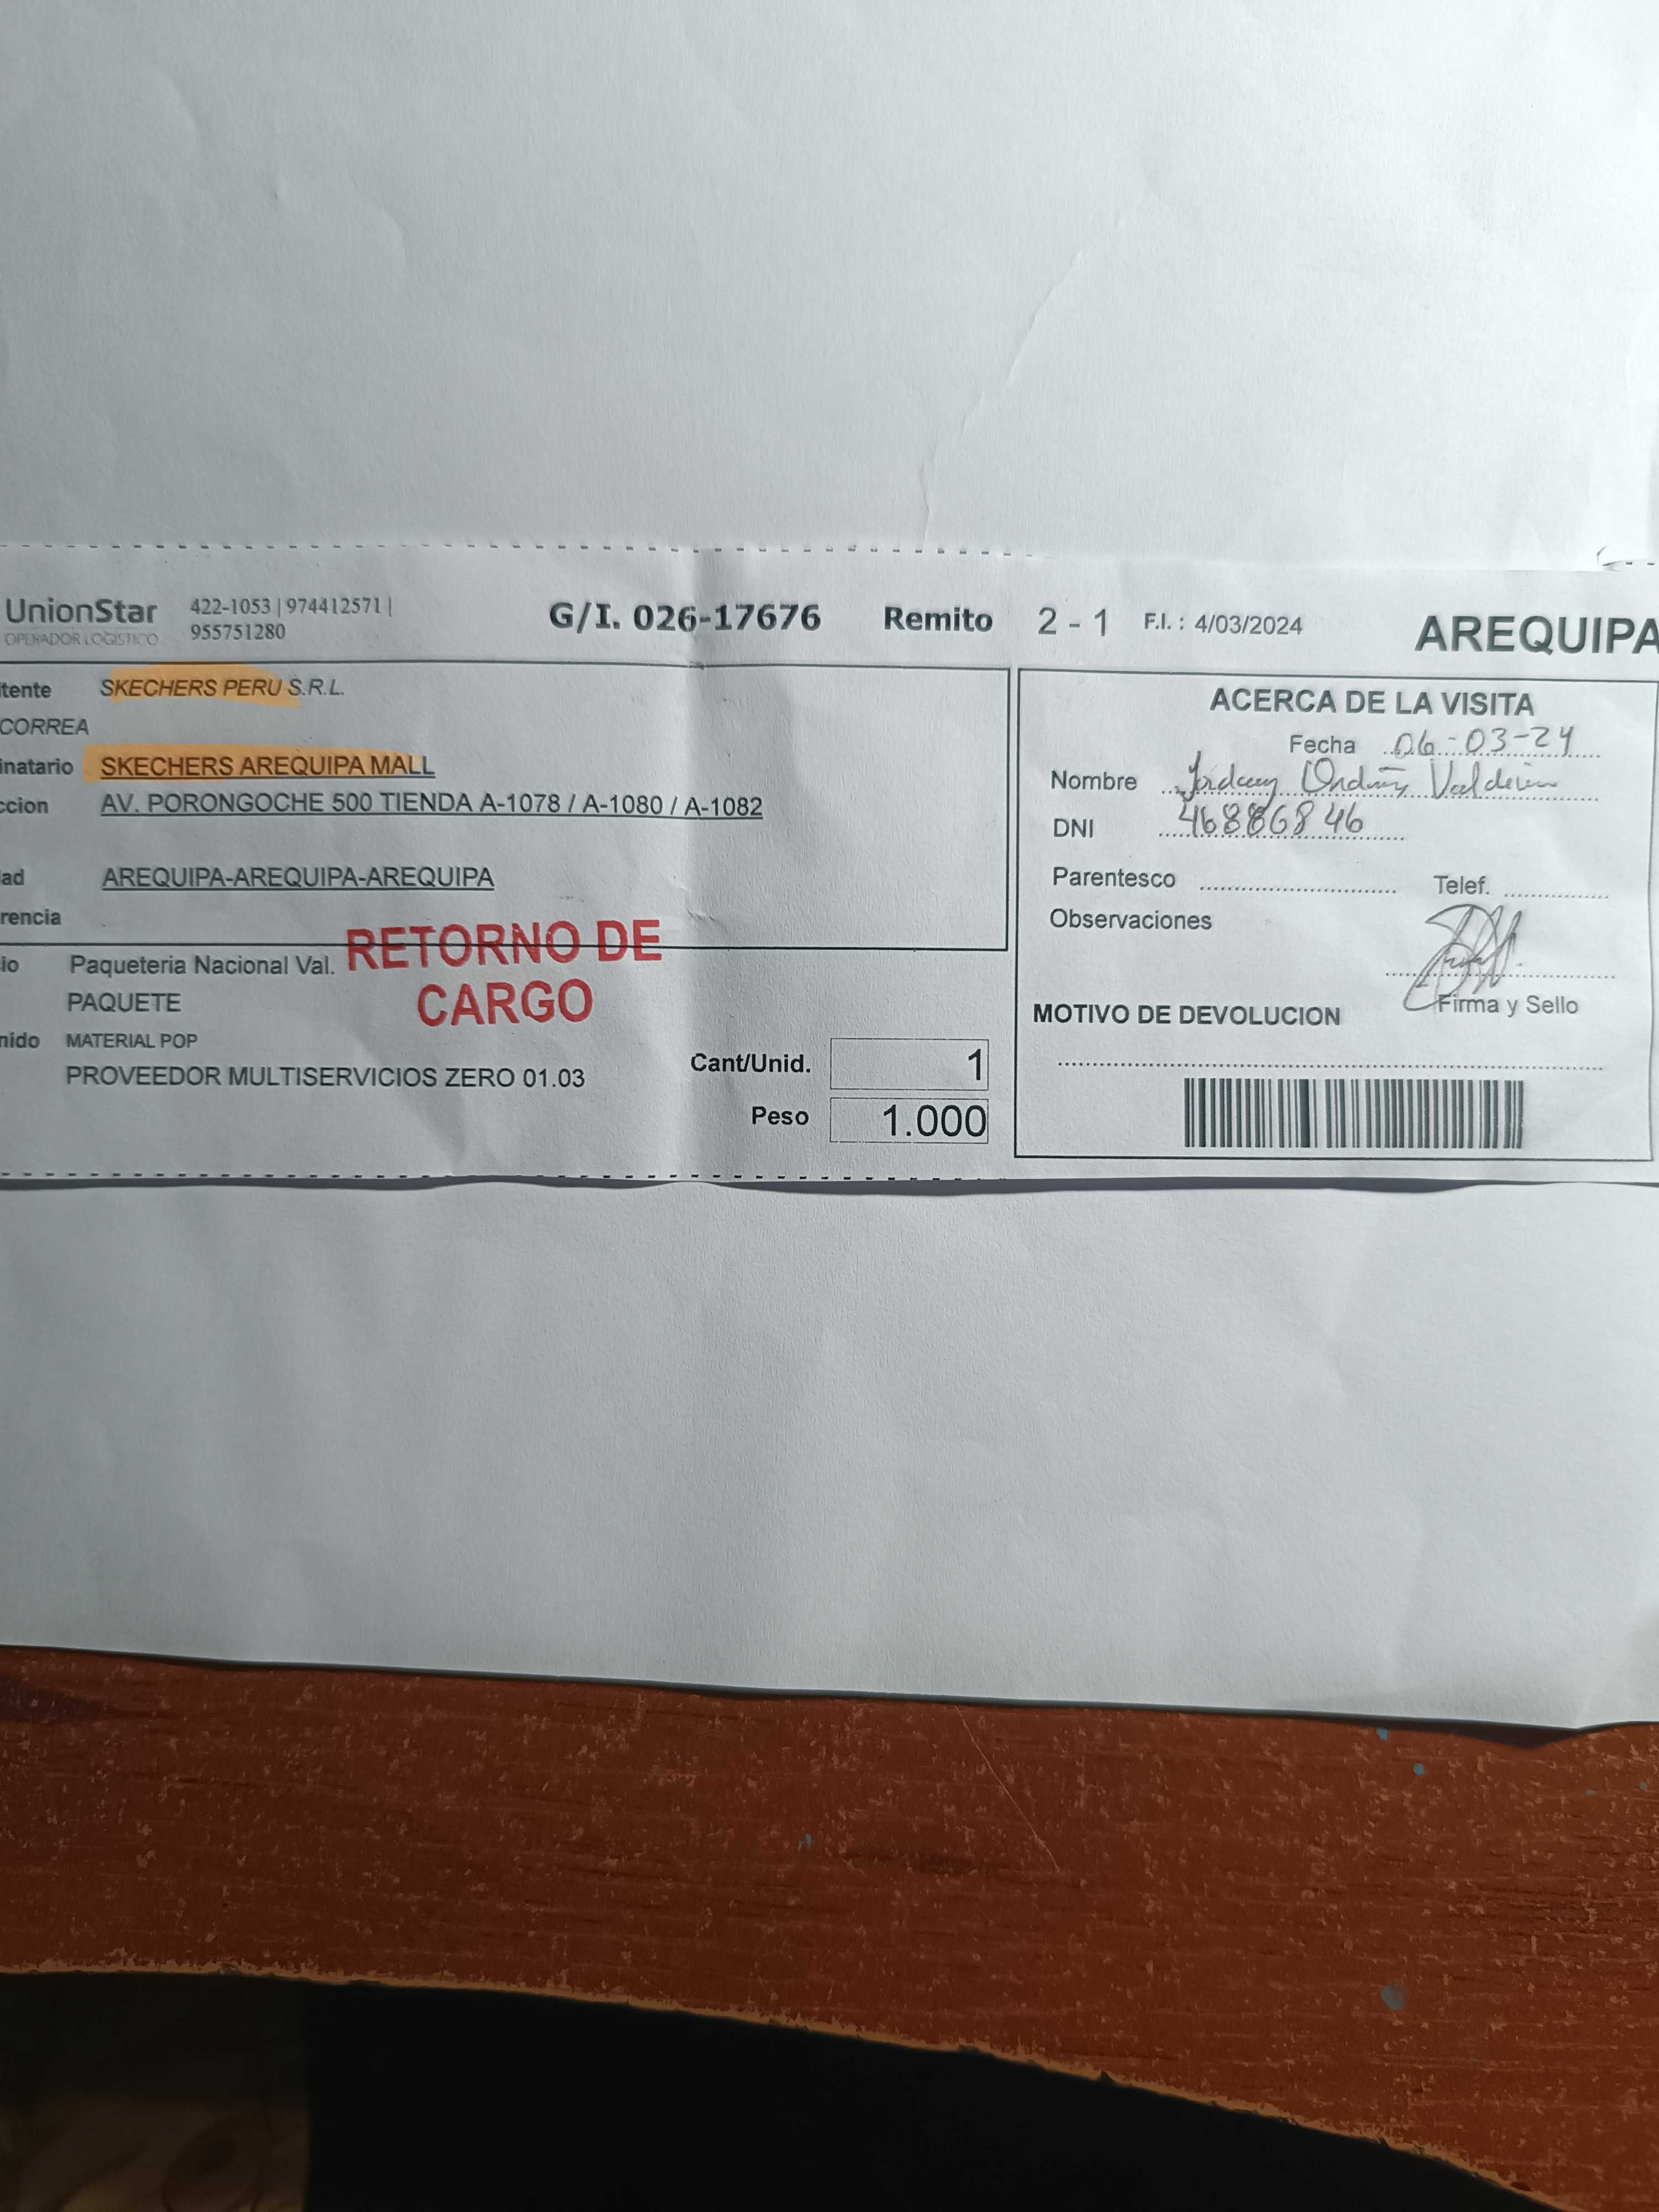 UnionStar 422-1053 | 974412571 | G/I. 026-17676 Remito 2 - 1 F.I. : 4/03/2024 AREQUIPA
OPERADOR LOGISTICO 955751280
tente SKECHERS PERU S.R.L.
CORREA
inatario SKECHERS AREQUIPA MALL
ccion AV. PORONGOCHE 500 TIENDA A-1078 / A-1080 / A-1082
ad AREQUIPA-AREQUIPA-AREQUIPA
rencia
io Paqueteria Nacional Val.
RETORNO DE
CARGO
PAQUETE
nido MATERIAL POP
PROVEEDOR MULTISERVICIOS ZERO 01.03
Cant/Unid. 1
Peso 1.000
ACERCA DE LA VISITA
Fecha 06-03-24
Nombre
DNI 46886846
Parentesco Telef.
Observaciones
Firma y Sello
MOTIVO DE DEVOLUCION